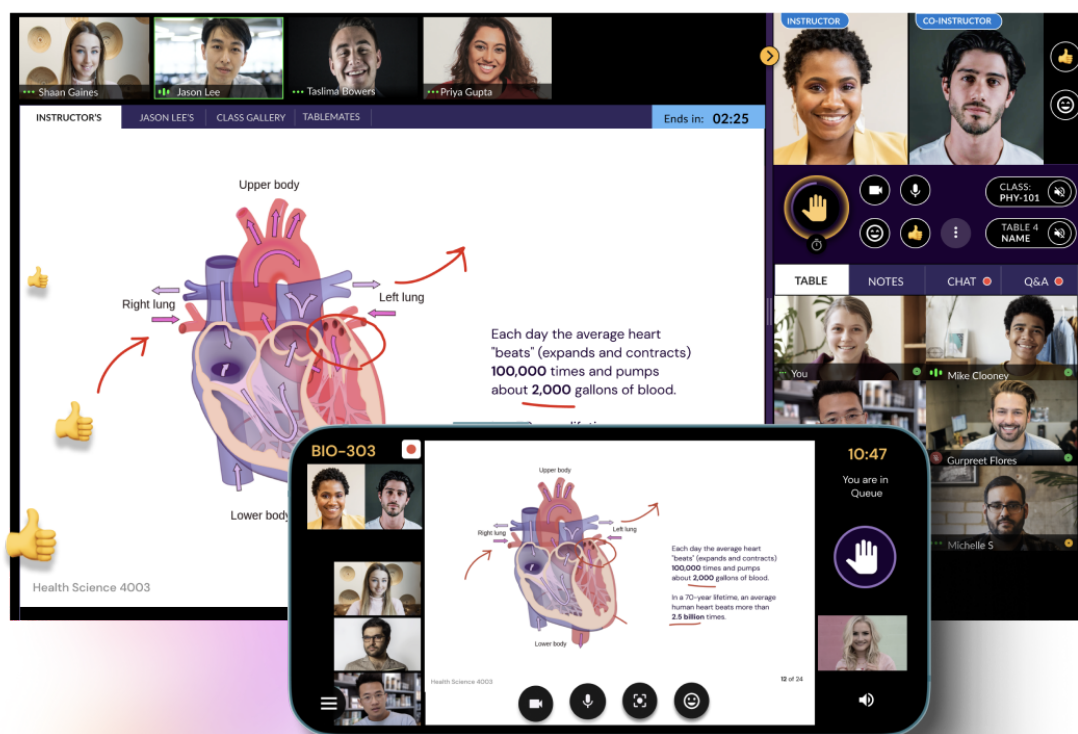 Shaan Gaines
Jason Lee
Taslima Bowers
Priya Gupta
INSTRUCTOR'S
JASON LEE'S
CLASS GALLERY
TABLEMATES
Ends in: 02:25
Upper body
Right lung
Left lung
Each day the average heart
"beats" (expands and contracts)
100,000 times and pumps
about 2,000 gallons of blood.
Lower body
Health Science 4003
INSTRUCTOR
CO-INSTRUCTOR
CLASS:
PHY-101
TABLE 4
NAME
TABLE
NOTES
CHAT
Q&A
You
Mike Clooney
Gurpreet Flores
Michelle S
BIO-303
Upper body
Right lung
Left lung
Lower body
Each day the average heart
"beats" (expands and contracts)
100,000 times and pumps
about 2,000 gallons of blood.
In a 70-year lifetime, an average
human heart beats more than
2.5 billion times.
Health Science 4003
12 of 24
10:47
You are in
Queue